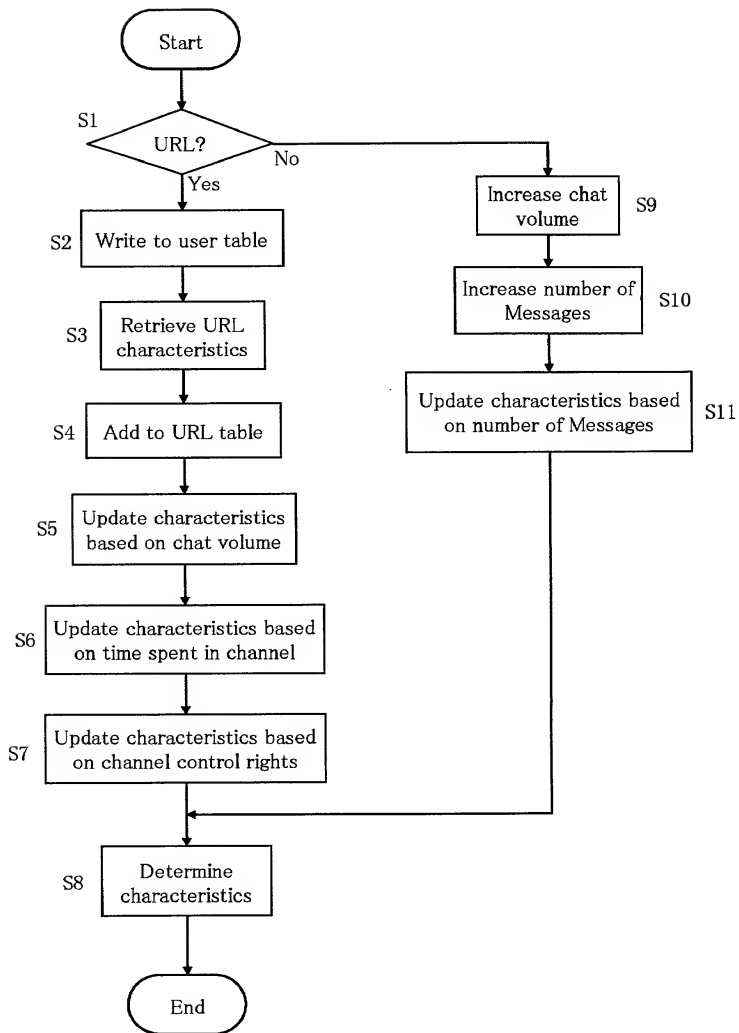 Start
S1
URL?
No
Yes
S2
Write to user table
S3
Retrieve URL
characteristics
S4
Add to URL table
S5
Update characteristics
based on chat volume
S6
Update characteristics based
on time spent in channel
S7
Update characteristics based
on channel control rights
S8
Determine
characteristics
End
Increase chat
volume
S9
Increase number of
Messages
S10
Update characteristics based
on number of Messages
S11